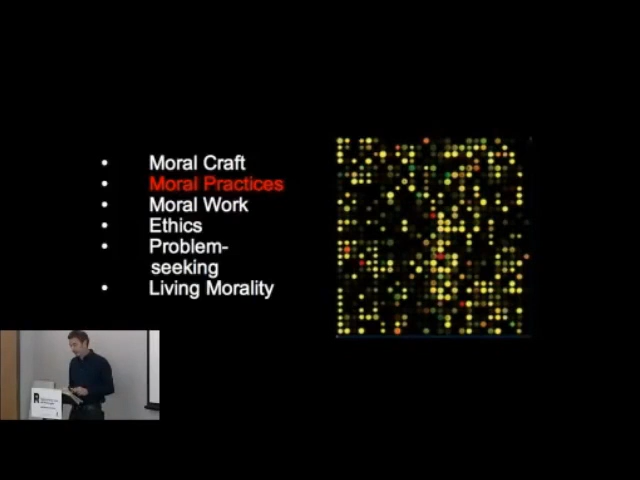 • Moral Craft
• Moral Practices
• Moral Work
• Ethics
• Problem-
seeking
• Living Morality